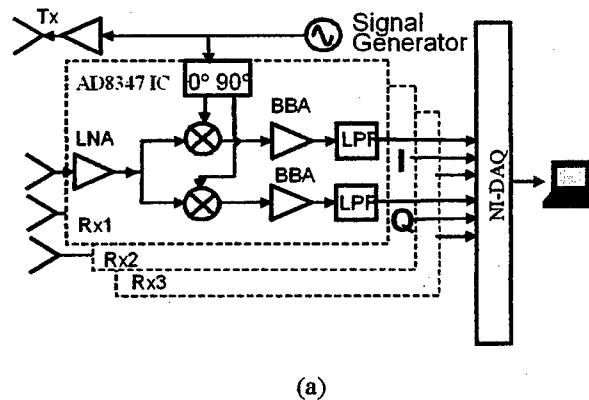 Tx
Signal
Generator
AD8347 IC
0° 90°
BBA
LNA
LPF
I
BBA
LPF
Q
Rx1
Rx2
Rx3
NI-DAQ
(a)